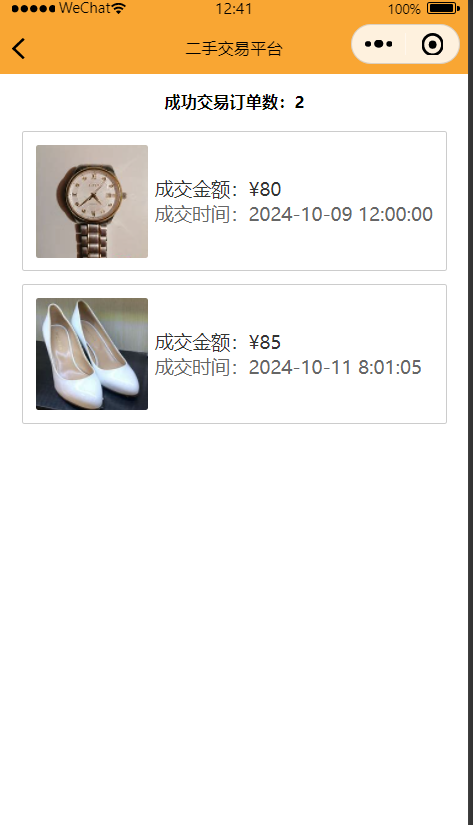 WeChat 12:41 100%
二手交易平台
成功交易订单数：2
成交金额：¥80
成交时间：2024-10-09 12:00:00
成交金额：¥85
成交时间：2024-10-11 8:01:05